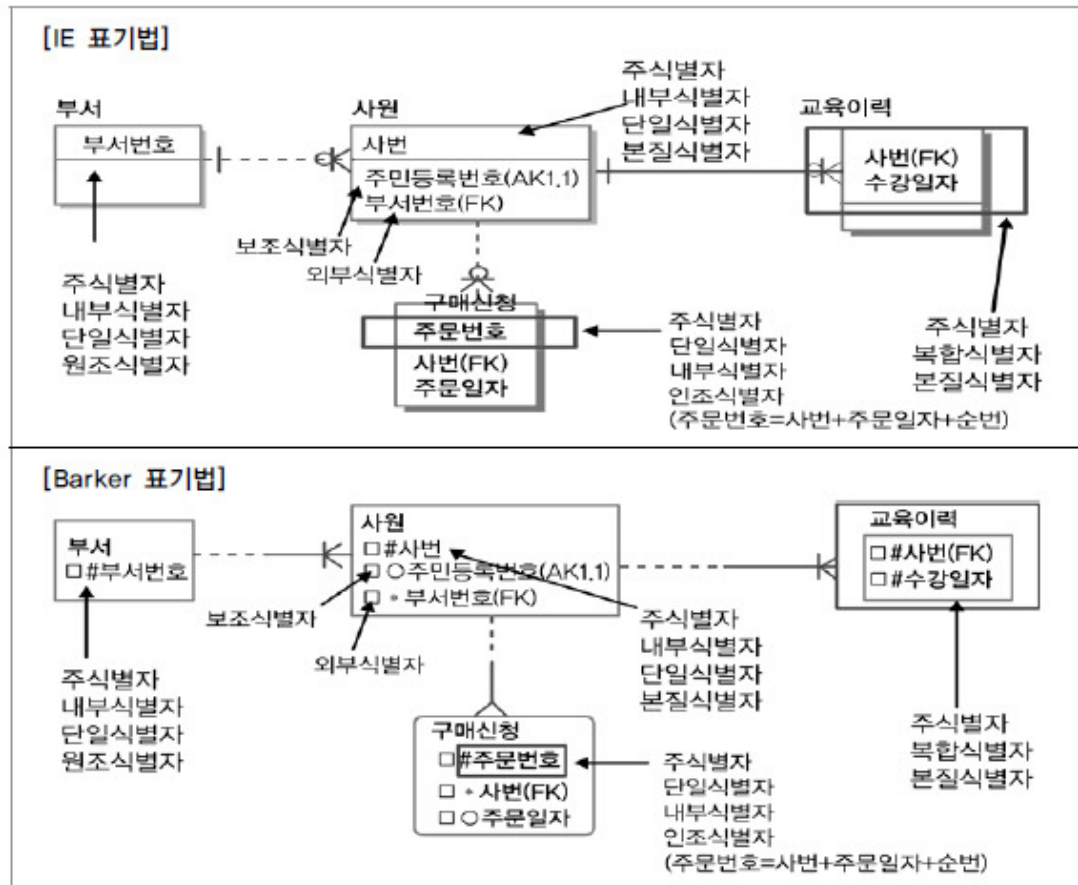 [IE 표기법]
부서
부서번호
주식별자
내부식별자
단일식별자
원조식별자
사원
사번
주민등록번호(AK1.1)
부서번호(FK)
보조식별자
외부식별자
주식별자
내부식별자
단일식별자
본질식별자
교육이력
사번(FK)
수강일자
주식별자
복합식별자
본질식별자
구매신청
주문번호
사번(FK)
주문일자
주식별자
단일식별자
내부식별자
인조식별자
(주문번호=사번+주문일자+순번)
[Barker 표기법]
부서
□ #부서번호
주식별자
내부식별자
단일식별자
원조식별자
사원
□ #사번
□ ○주민등록번호(AK1.1)
□ * 부서번호(FK)
보조식별자
외부식별자
주식별자
내부식별자
단일식별자
본질식별자
교육이력
□ #사번(FK)
□ #수강일자
주식별자
복합식별자
본질식별자
구매신청
□ #주문번호
□ * 사번(FK)
□ ○주문일자
주식별자
단일식별자
내부식별자
인조식별자
(주문번호=사번+주문일자+순번)